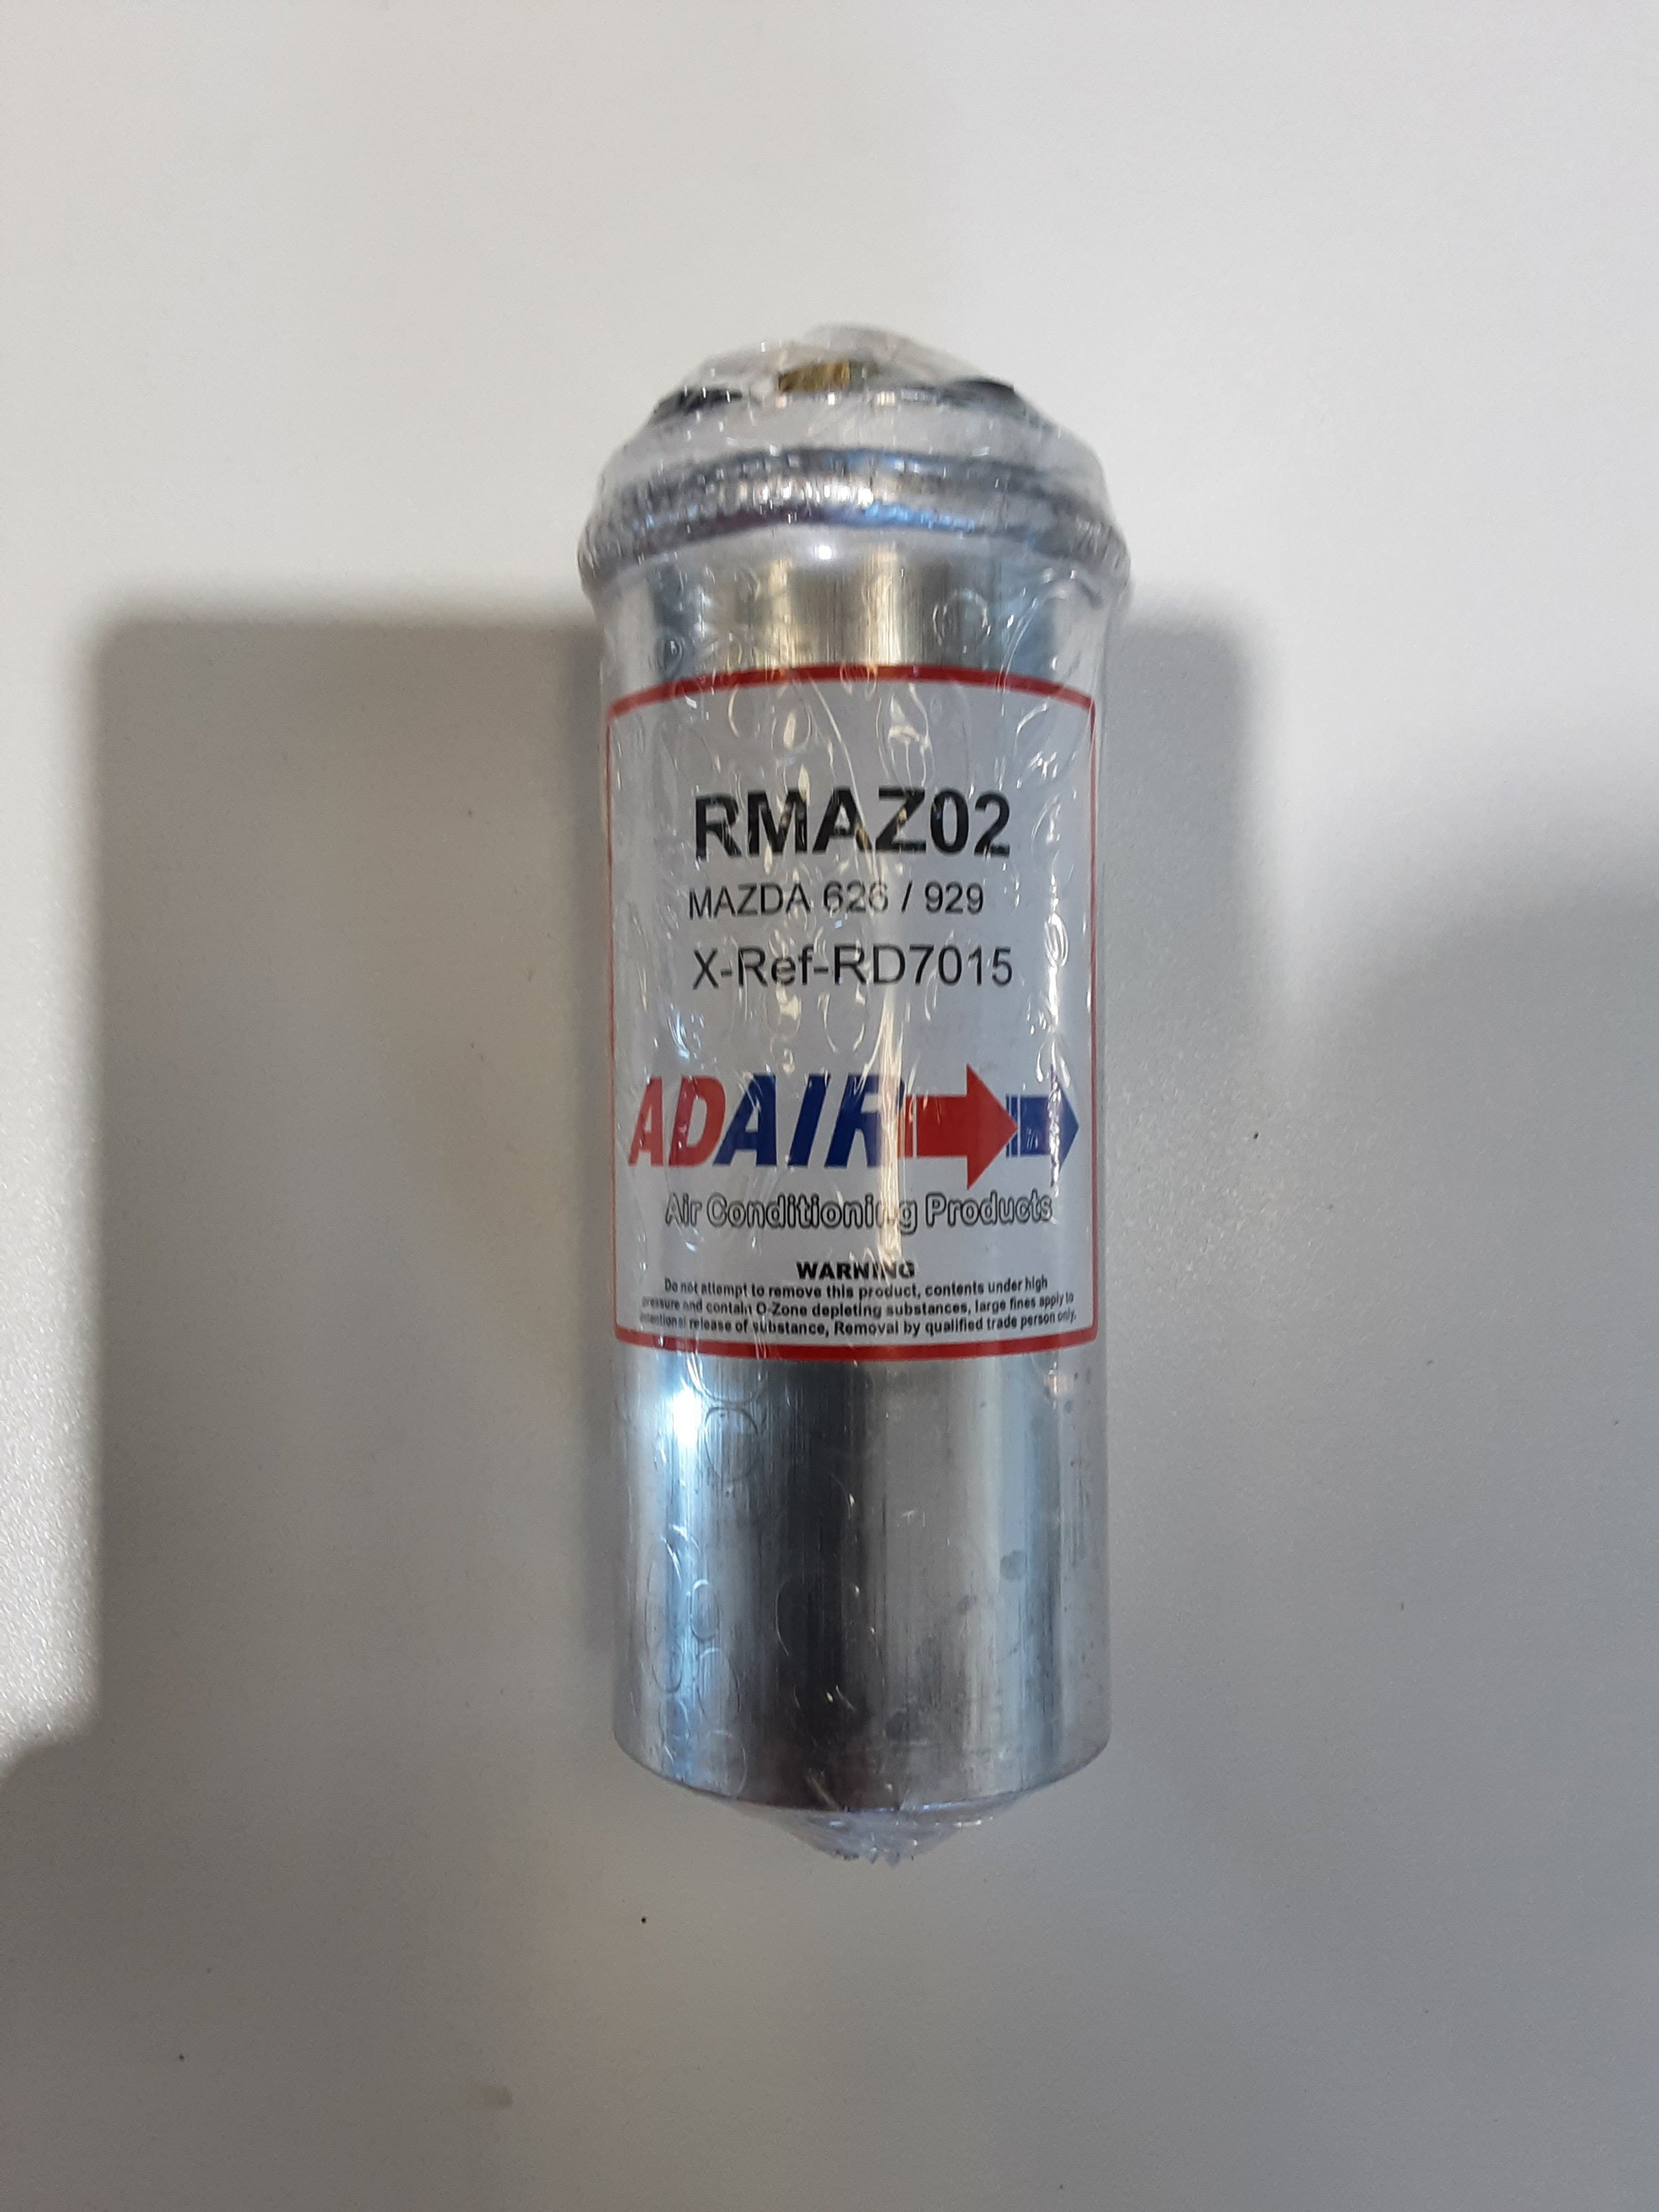 RMAZ02
MAZDA 626 / 929
X-Ref-RD7015
ADAIR
Air Conditioning Products
WARNING
Do not attempt to remove this product, contents under high
pressure and contain O-Zone depleting substances, large fines apply to
intentional release of substance, Removal by qualified trade person only.